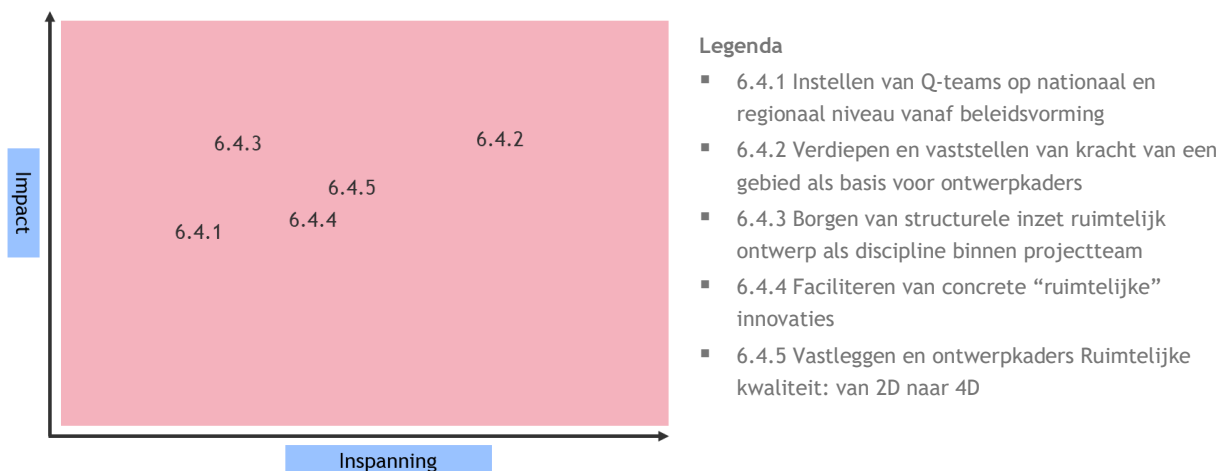 Impact
6.4.3
6.4.2
6.4.5
6.4.4
6.4.1
Inspanning
Legenda
▪ 6.4.1 Instellen van Q-teams op nationaal en
regionaal niveau vanaf beleidsvorming
▪ 6.4.2 Verdiepen en vaststellen van kracht van een
gebied als basis voor ontwerpkaders
▪ 6.4.3 Borgen van structurele inzet ruimtelijk
ontwerp als discipline binnen projectteam
▪ 6.4.4 Faciliteren van concrete “ruimtelijke”
innovaties
▪ 6.4.5 Vastleggen en ontwerpkaders Ruimtelijke
kwaliteit: van 2D naar 4D